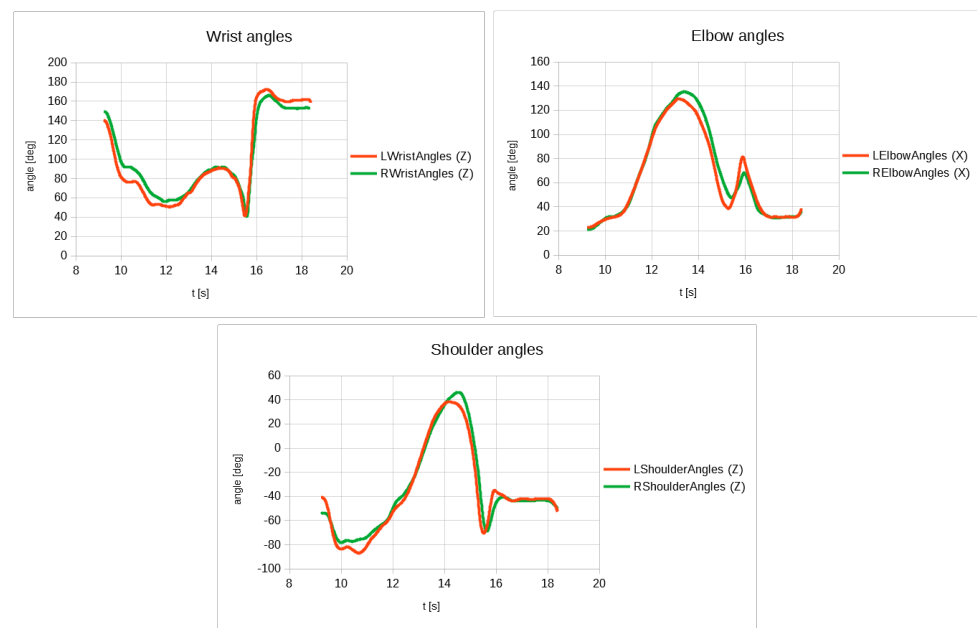 Wrist angles
200
180
160
140
120
100
80
60
40
20
0
8 10 12 14 16 18 20
angle [deg]
t [s]
LWristAngles (Z)
RWristAngles (Z)
Elbow angles
160
140
120
100
80
60
40
20
0
8 10 12 14 16 18 20
angle [deg]
t [s]
LElbowAngles (X)
RElbowAngles (X)
Shoulder angles
60
40
20
0
-20
-40
-60
-80
-100
8 10 12 14 16 18 20
angle [deg]
t [s]
LShoulderAngles (Z)
RShoulderAngles (Z)